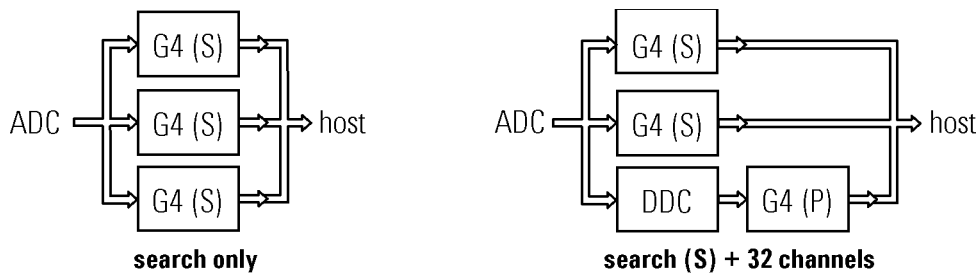 G4 (S)
G4 (S)
G4 (S)
ADC
host
search only
G4 (S)
G4 (S)
DDC
G4 (P)
ADC
host
search (S) + 32 channels